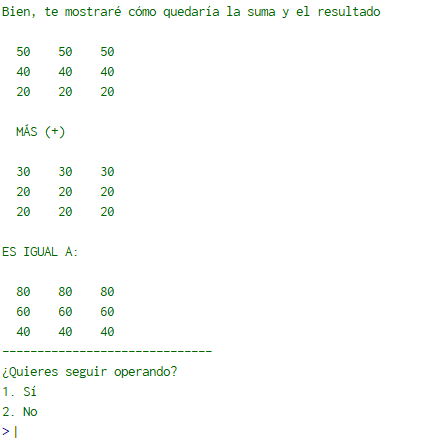 Bien, te mostraré cómo quedaría la suma y el resultado
50 50 50
40 40 40
20 20 20
MÁS (+)
30 30 30
20 20 20
20 20 20
ES IGUAL A:
80 80 80
60 60 60
40 40 40
------------------------------
¿Quieres seguir operando?
1. Sí
2. No
>